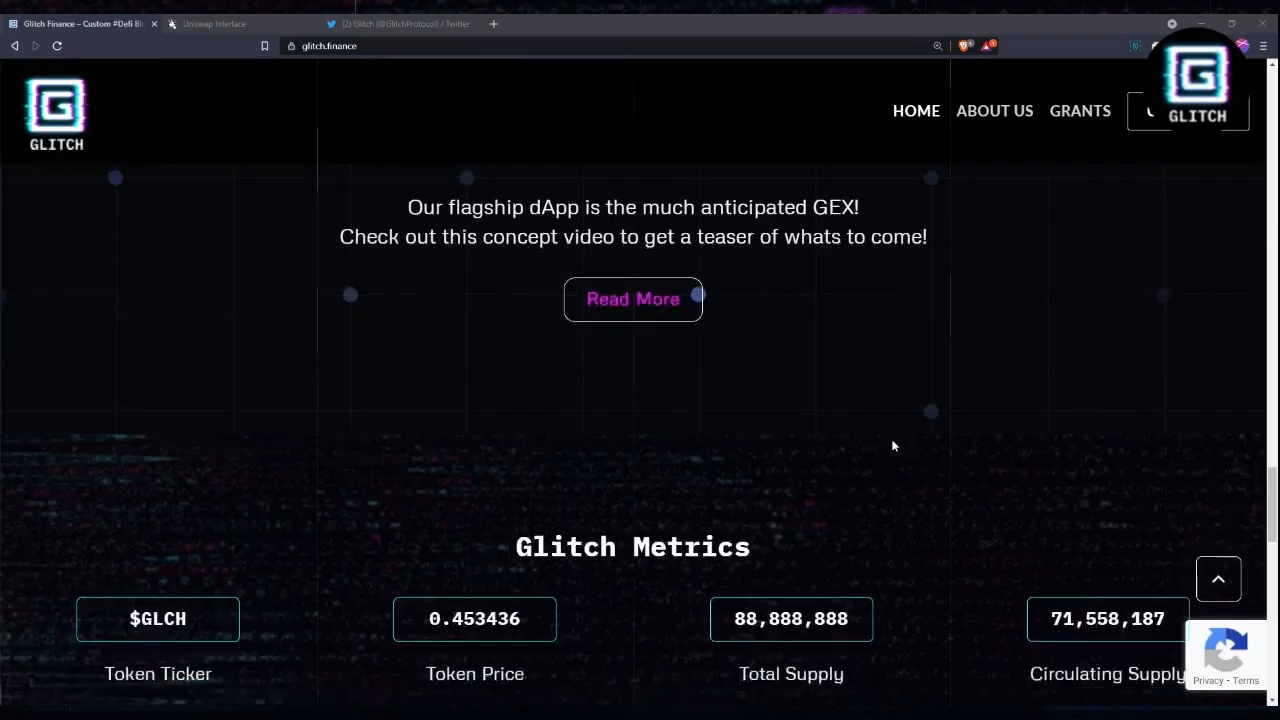 Glitch Finance – Custom #Defi Bl
Uniswap Interface
(2) Glitch (@GlitchProtocol) / Twitter
glitch.finance
GLITCH
HOME
ABOUT US
GRANTS
GLITCH
Our flagship dApp is the much anticipated GEX!
Check out this concept video to get a teaser of whats to come!
Read More
Glitch Metrics
$GLCH
0.453436
88,888,888
71,558,187
Token Ticker
Token Price
Total Supply
Circulating Supply
Privacy - Terms